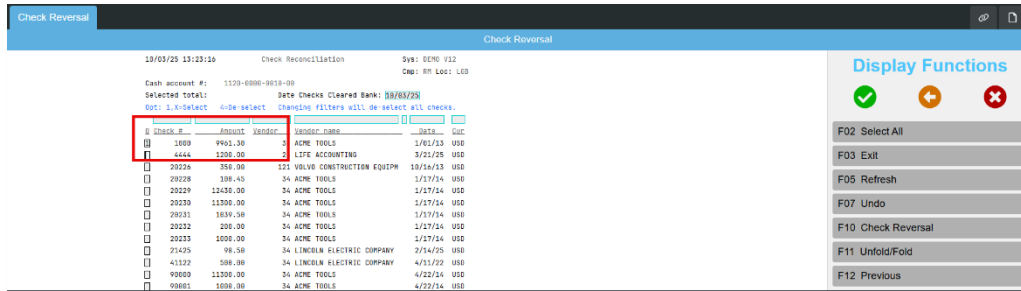 Check Reversal
Check Reversal
10/03/25 13:23:16 Check Reconciliation Sys: DEMO V12
Cmp: RM Loc: LGB
Cash account #: 1120-0000-0010-00
Selected total: Date Checks Cleared Bank: 10/03/25
Opt: 1,X=Select 4=De-select Changing filters will de-select all checks.
O Check # Amount Vendor Vendor name Date Cur
1 1000 9961.30 3 ACME TOOLS 1/01/13 USD
4444 1200.00 2 LIFE ACCOUNTING 3/21/25 USD
20226 350.00 121 VOLVO CONSTRUCTION EQUIPM 10/16/13 USD
20228 108.45 34 ACME TOOLS 1/17/14 USD
20229 12430.00 34 ACME TOOLS 1/17/14 USD
20230 11300.00 34 ACME TOOLS 1/17/14 USD
20231 1039.50 34 ACME TOOLS 1/17/14 USD
20232 200.00 34 ACME TOOLS 1/17/14 USD
20233 1000.00 34 ACME TOOLS 1/17/14 USD
21425 98.50 34 LINCOLN ELECTRIC COMPANY 2/14/25 USD
41122 500.00 34 LINCOLN ELECTRIC COMPANY 4/11/22 USD
90000 11300.00 34 ACME TOOLS 4/22/14 USD
90001 1000.00 34 ACME TOOLS 4/22/14 USD
Display Functions
F02 Select All
F03 Exit
F05 Refresh
F07 Undo
F10 Check Reversal
F11 Unfold/Fold
F12 Previous